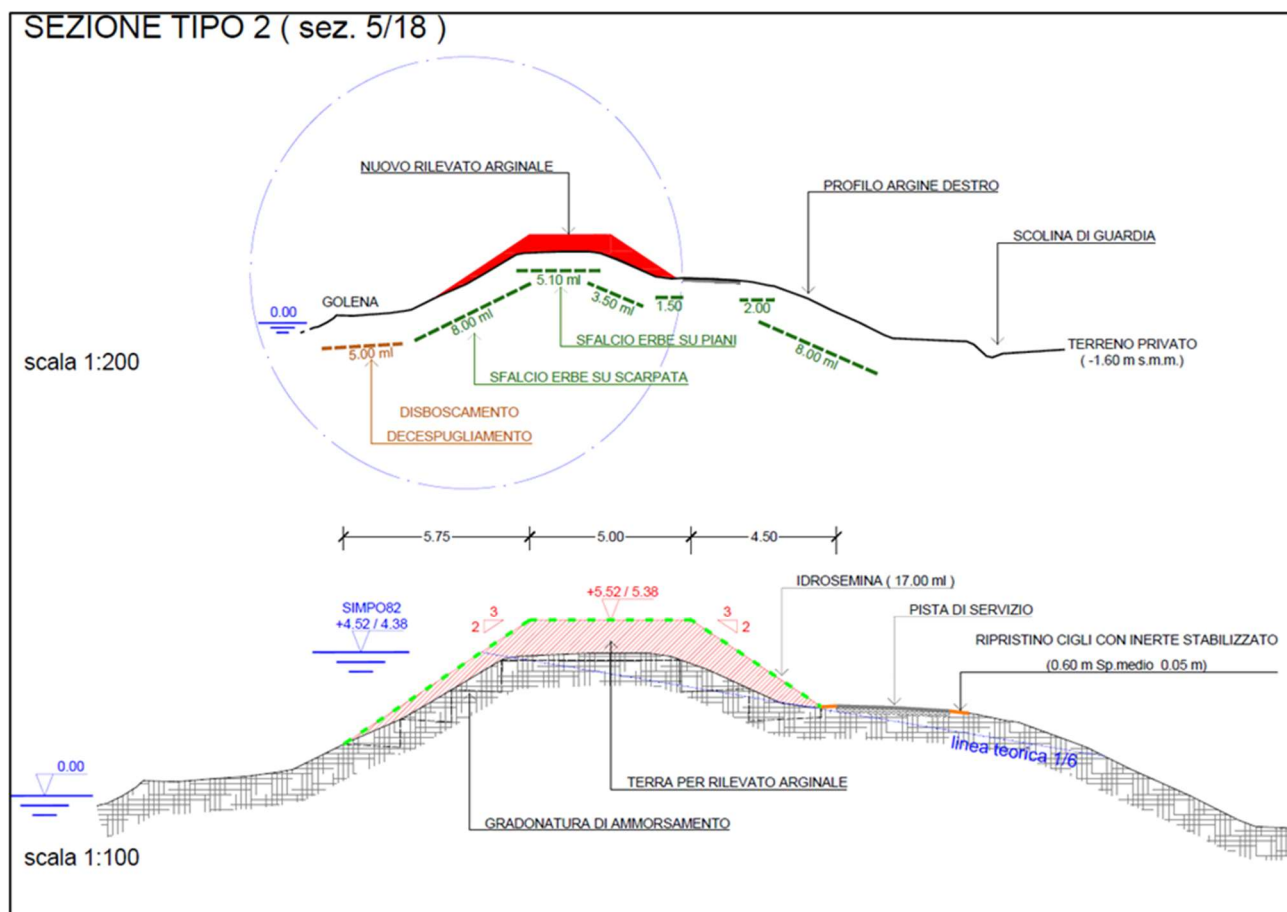 SEZIONE TIPO 2 ( sez. 5/18 )
NUOVO RILEVATO ARGINALE
PROFILO ARGINE DESTRO
SCOLINA DI GUARDIA
GOLENA
0.00
5.10 ml
3.50 ml
1.50
2.00
8.00 ml
8.00 ml
5.00 ml
SFALCIO ERBE SU PIANI
TERRENO PRIVATO
( -1.60 m s.m.m.)
scala 1:200
SFALCIO ERBE SU SCARPATA
DISBOSCAMENTO
DECESPUGLIAMENTO
5.75
5.00
4.50
IDROSEMINA ( 17.00 ml )
+5.52 / 5.38
SIMPO82
+4.52 / 4.38
3
2
3
2
PISTA DI SERVIZIO
RIPRISTINO CIGLI CON INERTE STABILIZZATO
(0.60 m Sp.medio 0.05 m)
linea teorica 1/6
0.00
TERRA PER RILEVATO ARGINALE
GRADONATURA DI AMMORSAMENTO
scala 1:100